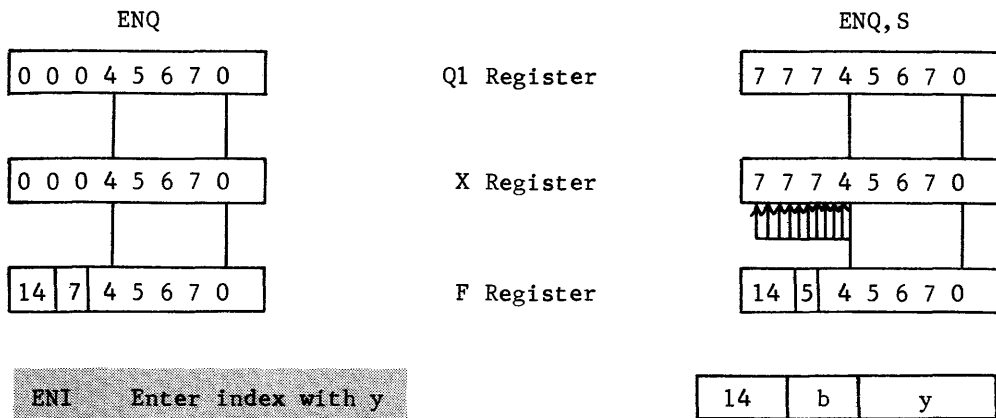 ENQ ENQ,S
0 0 0 4 5 6 7 0 Q1 Register 7 7 7 4 5 6 7 0
0 0 0 4 5 6 7 0 X Register 7 7 7 4 5 6 7 0
14 7 4 5 6 7 0 F Register 14 5 4 5 6 7 0
ENI Enter index with y 14 b y